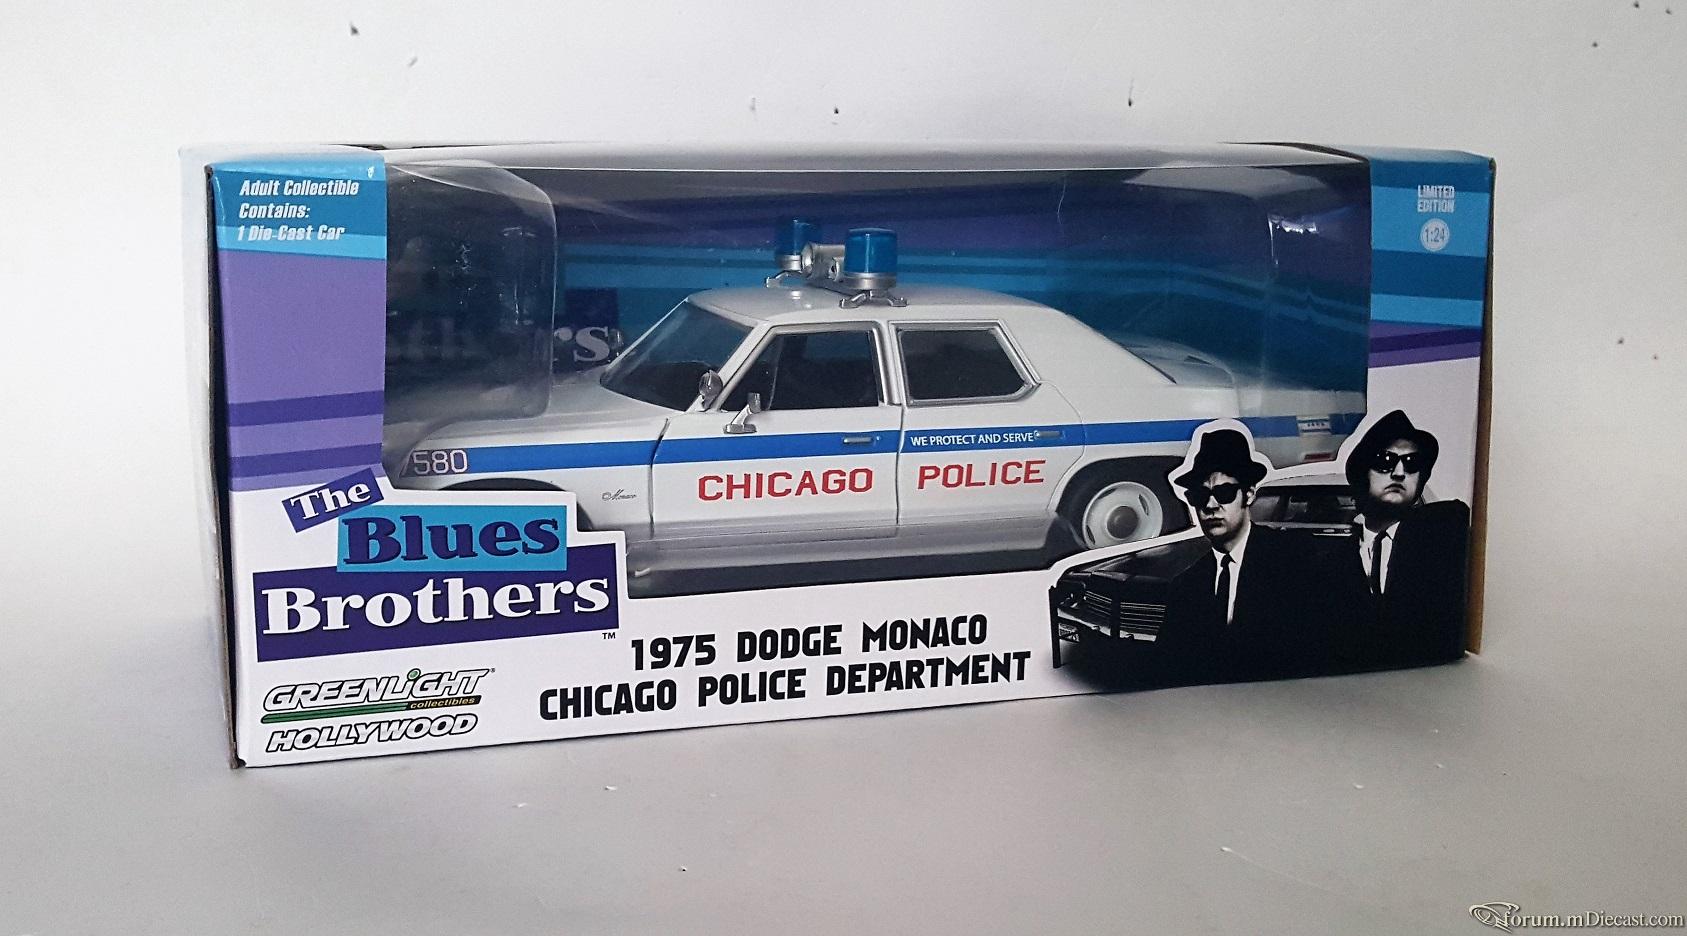 Adult Collectible
Contains:
1 Die-Cast Car
LIMITED
EDITION
1:24
rs
580
Monaco
WE PROTECT AND SERVE
CHICAGO POLICE
The
Blues
Brothers
TM
1975 DODGE MONACO
CHICAGO POLICE DEPARTMENT
GREENLIGHT®
collectibles
HOLLYWOOD
forum.mDiecast.com